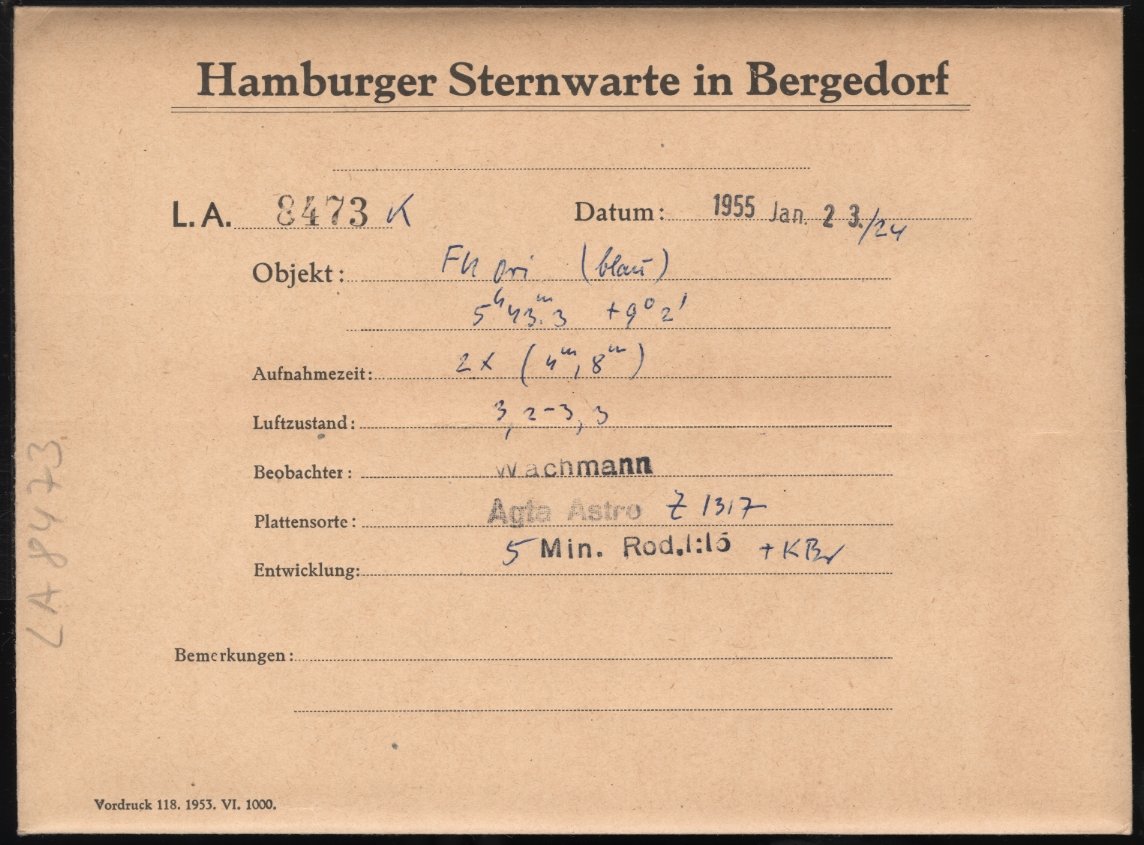 Hamburger Sternwarte in Bergedorf
L.A. 8473 K Datum: 1955 Jan. 23./24
Objekt: FU Ori (blau)
5ʰ43ᵐ.3 +9°2'
Aufnahmezeit: 2x (4ᵐ, 8ᵐ)
Luftzustand: 3, 2-3, 3
Beobachter: Wachmann
Plattensorte: Agfa Astro Z 1317
Entwicklung: 5 Min. Rod.1:15 + KBr
Bemerkungen:
Vordruck 118. 1953. VI. 1000.
LA 8473.